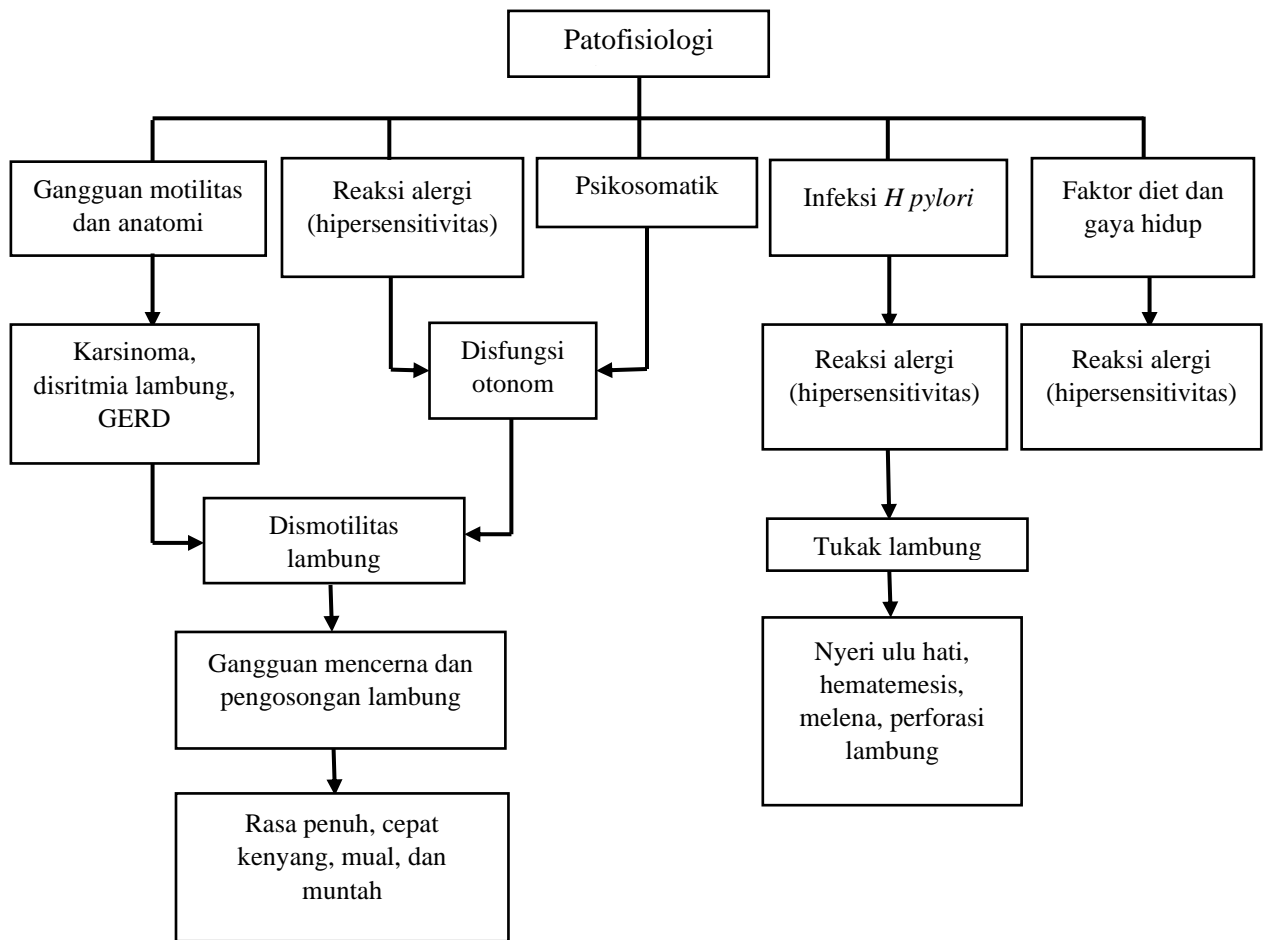 Patofisiologi
Gangguan motilitas
dan anatomi
Reaksi alergi
(hipersensitivitas)
Psikosomatik
Infeksi H pylori
Faktor diet dan
gaya hidup
Karsinoma,
disritmia lambung,
GERD
Disfungsi
otonom
Reaksi alergi
(hipersensitivitas)
Reaksi alergi
(hipersensitivitas)
Dismotilitas
lambung
Tukak lambung
Gangguan mencerna dan
pengosongan lambung
Nyeri ulu hati,
hematemesis,
melena, perforasi
lambung
Rasa penuh, cepat
kenyang, mual, dan
muntah